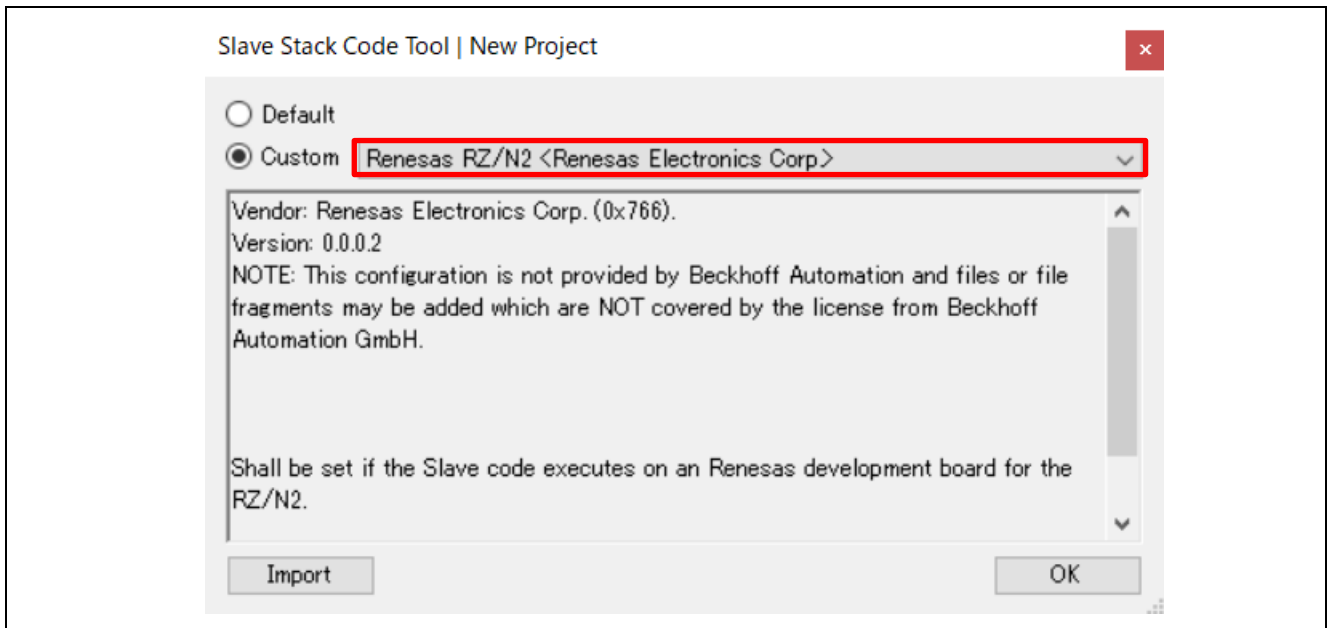 Slave Stack Code Tool | New Project
Default
Custom Renesas RZ/N2 <Renesas Electronics Corp>
Vendor: Renesas Electronics Corp. (0x766).
Version: 0.0.0.2
NOTE: This configuration is not provided by Beckhoff Automation and files or file
fragments may be added which are NOT covered by the license from Beckhoff
Automation GmbH.
Shall be set if the Slave code executes on an Renesas development board for the
RZ/N2.
Import OK